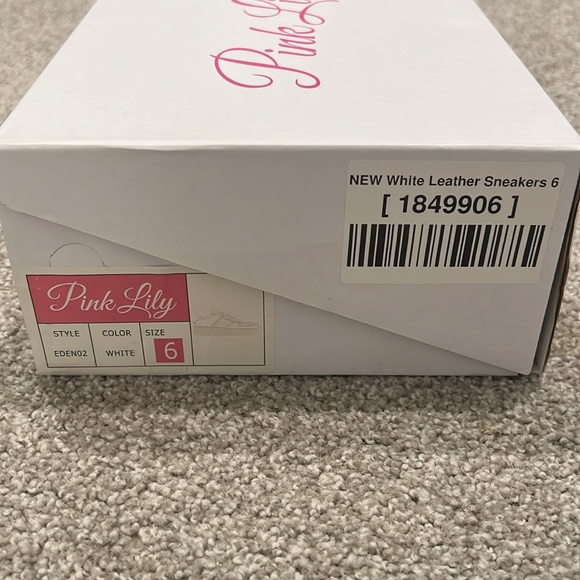 Pink Lily
NEW White Leather Sneakers 6
[ 1849906 ]
Pink Lily
STYLE COLOR SIZE
EDEN02 WHITE 6